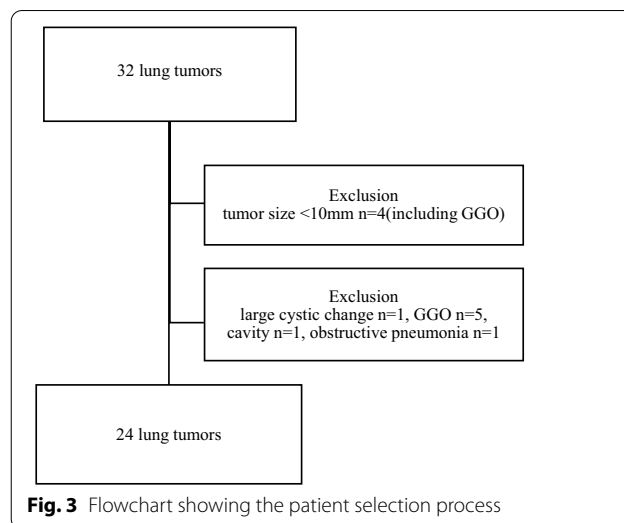 32 lung tumors
Exclusion
tumor size <10mm n=4(including GGO)
Exclusion
large cystic change n=1, GGO n=5,
cavity n=1, obstructive pneumonia n=1
24 lung tumors
Fig. 3 Flowchart showing the patient selection process